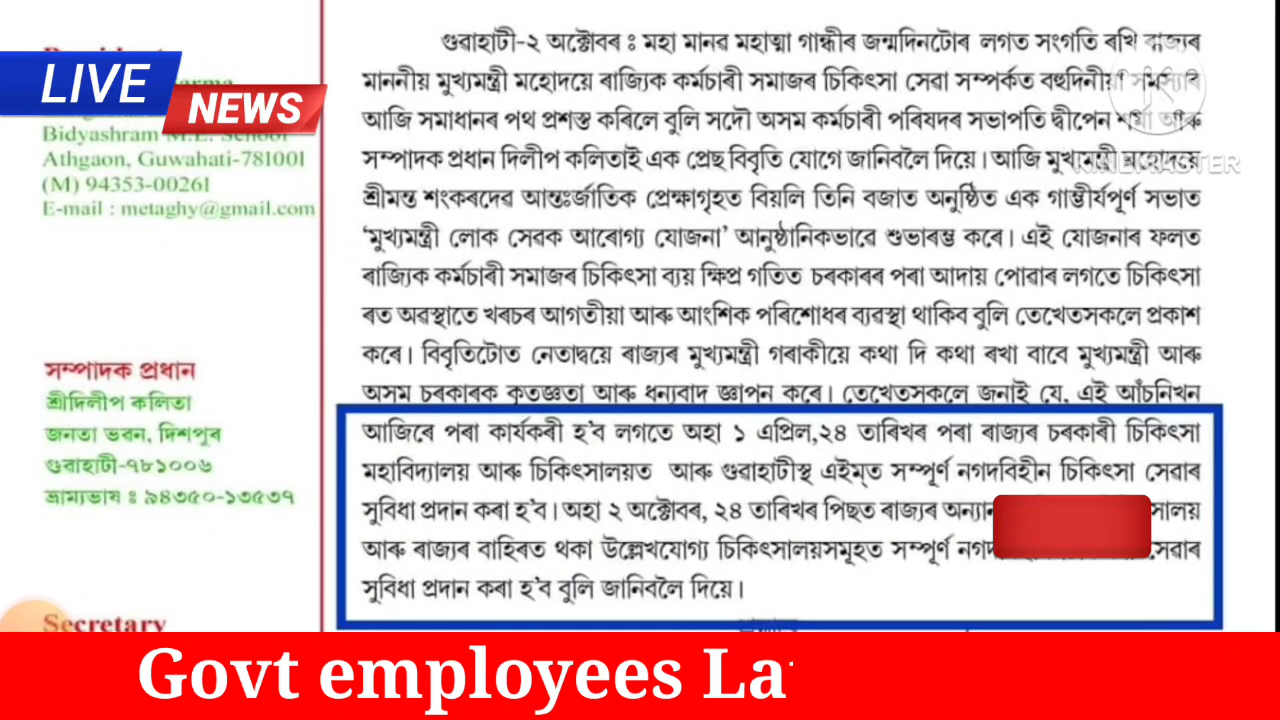 LIVE
NEWS
Bidyashram M.E. School
Athgaon, Guwahati-781001
(M) 94353-00261
E-mail : metaghy@gmail.com
সম্পাদক প্ৰধান
শ্ৰীদিলীপ কলিতা
জনতা ভৱন, দিশপুৰ
গুৱাহাটী-৭৮১০০৬
ভ্ৰাম্যভাষ ঃ ৯৪৩৫০-১৩৫৩৭
Secretary
গুৱাহাটী-২ অক্টোবৰ ঃ মহা মানৱ মহাত্মা গান্ধীৰ জন্মদিনটোৰ লগত সংগতি ৰাখি ৰাজ্যৰ
মাননীয় মুখ্যমন্ত্ৰী মহোদয়ে ৰাজ্যিক কৰ্মচাৰী সমাজৰ চিকিৎসা সেৱা সম্পৰ্কত বহুদিনীয়া সমস্যাৰ
আজি সমাধানৰ পথ প্ৰশস্ত কৰিলে বুলি সদৌ অসম কৰ্মচাৰী পৰিষদৰ সভাপতি দ্বীপেন শৰ্মা আৰু
সম্পাদক প্ৰধান দিলীপ কলিতাই এক প্ৰেছ বিবৃতি যোগে জানিবলৈ দিয়ে। আজি মুখ্যমন্ত্ৰী মহোদয়ে
শ্ৰীমন্ত শংকৰদেৱ আন্তঃৰ্জাতিক প্ৰেক্ষাগৃহত বিয়লি তিনি বজাত অনুষ্ঠিত এক গাম্ভীৰ্যপূৰ্ণ সভাত
‘মুখ্যমন্ত্ৰী লোক সেৱক আৰোগ্য যোজনা’ আনুষ্ঠানিকভাৱে শুভাৰম্ভ কৰে। এই যোজনাৰ ফলত
ৰাজ্যিক কৰ্মচাৰী সমাজৰ চিকিৎসা ব্যয় ক্ষিপ্ৰ গতিত চৰকাৰৰ পৰা আদায় পোৱাৰ লগতে চিকিৎসা
ৰত অৱস্থাতে খৰচৰ আগতীয়া আৰু আংশিক পৰিশোধৰ ব্যৱস্থা থাকিব বুলি তেখেতসকলে প্ৰকাশ
কৰে। বিবৃতিটোত নেতাদ্বয়ে ৰাজ্যৰ মুখ্যমন্ত্ৰী গৰাকীয়ে কথা দি কথা ৰখা বাবে মুখ্যমন্ত্ৰী আৰু
অসম চৰকাৰক কৃতজ্ঞতা আৰু ধন্যবাদ জ্ঞাপন কৰে। তেখেতসকলে জনাই যে, এই আঁচনিখন
আজিৰে পৰা কাৰ্যকৰী হ'ব লগতে অহা ১ এপ্ৰিল,২৪ তাৰিখৰ পৰা ৰাজ্যৰ চৰকাৰী চিকিৎসা
মহাবিদ্যালয় আৰু চিকিৎসালয়ত আৰু গুৱাহাটীস্থ এইম্‌ত সম্পূৰ্ণ নগদবিহীন চিকিৎসা সেৱাৰ
সুবিধা প্ৰদান কৰা হ'ব। অহা ২ অক্টোবৰ, ২৪ তাৰিখৰ পিছত ৰাজ্যৰ
আৰু ৰাজ্যৰ বাহিৰত থকা উল্লেখযোগ্য চিকিৎসালয়সমূহত সম্পূৰ্ণ সেৱাৰ
সুবিধা প্ৰদান কৰা হ'ব বুলি জানিবলৈ দিয়ে।
KINEMASTER
Govt employees